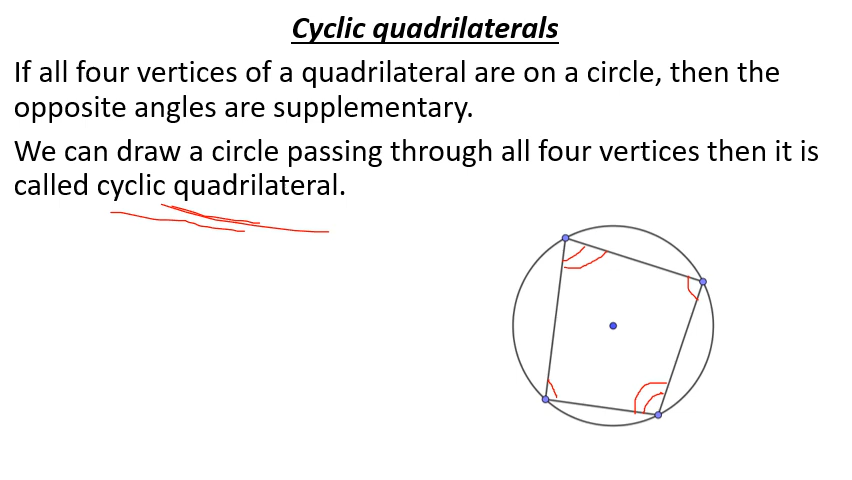 Cyclic quadrilaterals
If all four vertices of a quadrilateral are on a circle, then the
opposite angles are supplementary.
We can draw a circle passing through all four vertices then it is
called cyclic quadrilateral.